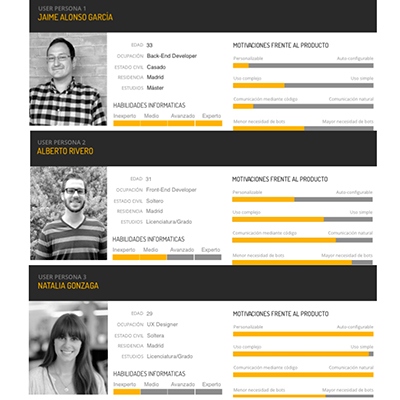 USER PERSONA 1
JAIME ALONSO GARCÍA
EDAD 33
OCUPACIÓN Back-End Developer
ESTADO CIVIL Casado
RESIDENCIA Madrid
ESTUDIOS Máster
HABILIDADES INFORMATICAS
Inexperto Medio Avanzado Experto
MOTIVACIONES FRENTE AL PRODUCTO
Personalizable Auto-configurable
Uso complejo Uso simple
Comunicación mediante código Comunicación natural
Menor necesidad de bots Mayor necesidad de bots
USER PERSONA 2
ALBERTO RIVERO
EDAD 31
OCUPACIÓN Front-End Developer
ESTADO CIVIL Soltero
RESIDENCIA Madrid
ESTUDIOS Licenciatura/Grado
HABILIDADES INFORMATICAS
Inexperto Medio Avanzado Experto
MOTIVACIONES FRENTE AL PRODUCTO
Personalizable Auto-configurable
Uso complejo Uso simple
Comunicación mediante código Comunicación natural
Menor necesidad de bots Mayor necesidad de bots
USER PERSONA 3
NATALIA GONZAGA
EDAD 29
OCUPACIÓN UX Designer
ESTADO CIVIL Soltera
RESIDENCIA Madrid
ESTUDIOS Licenciatura/Grado
HABILIDADES INFORMATICAS
Inexperto Medio Avanzado Experto
MOTIVACIONES FRENTE AL PRODUCTO
Personalizable Auto-configurable
Uso complejo Uso simple
Comunicación mediante código Comunicación natural
Menor necesidad de bots Mayor necesidad de bots